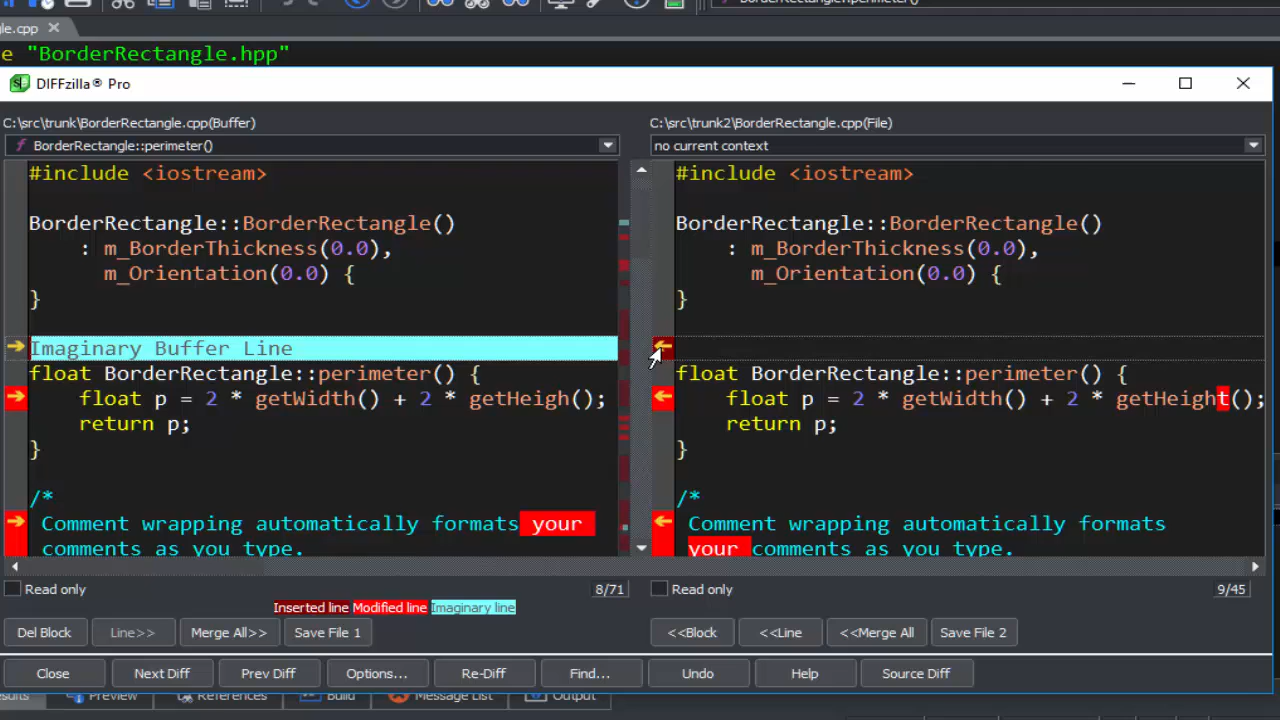 gle.cpp
e "BorderRectangle.hpp"
DIFFzilla® Pro
C:\src\trunk\BorderRectangle.cpp(Buffer)
C:\src\trunk2\BorderRectangle.cpp(File)
BorderRectangle::perimeter()
no current context
#include <iostream>
BorderRectangle::BorderRectangle()
: m_BorderThickness(0.0),
m_Orientation(0.0) {
}
Imaginary Buffer Line
float BorderRectangle::perimeter() {
float p = 2 * getWidth() + 2 * getHeigh();
return p;
}
/*
Comment wrapping automatically formats your
comments as you type.
#include <iostream>
BorderRectangle::BorderRectangle()
: m_BorderThickness(0.0),
m_Orientation(0.0) {
}
float BorderRectangle::perimeter() {
float p = 2 * getWidth() + 2 * getHeight();
return p;
}
/*
Comment wrapping automatically formats
your comments as you type.
Read only
8/71
Read only
9/45
Inserted line Modified line Imaginary line
Del Block Line>> Merge All>> Save File 1
<<Block <<Line <<Merge All Save File 2
Close Next Diff Prev Diff Options... Re-Diff Find... Undo Help Source Diff
Preview References Build Message List Output